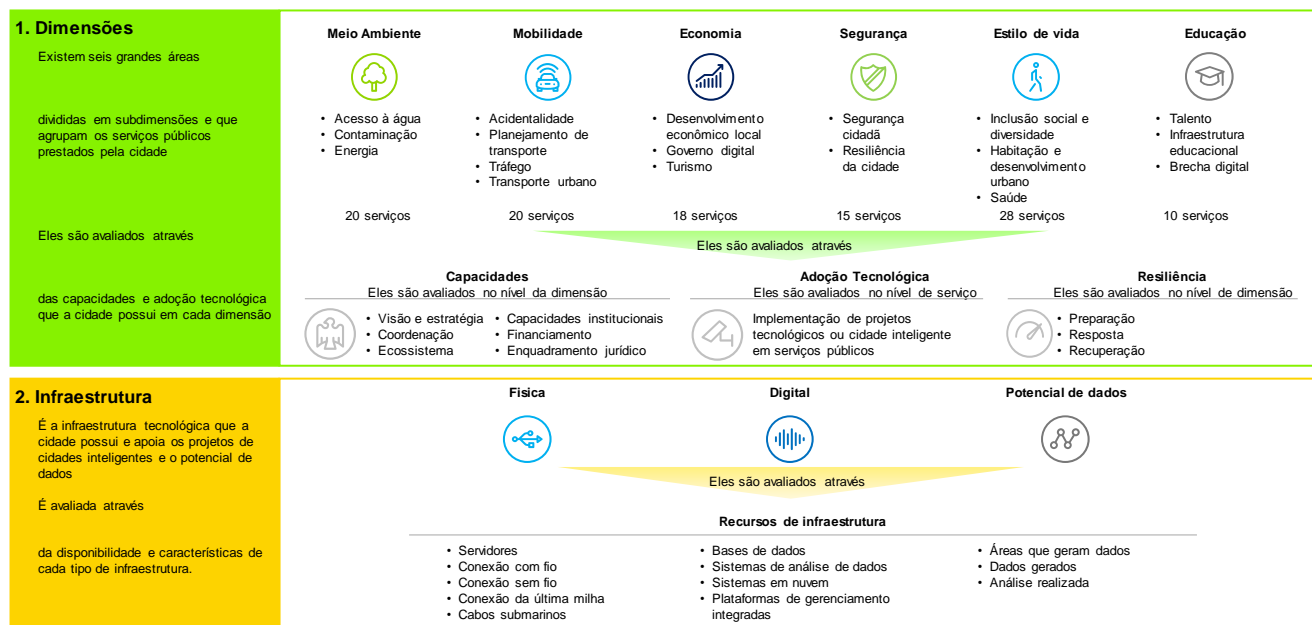 1. Dimensões
Existem seis grandes áreas
divididas em subdimensões e que
agrupam os serviços públicos
prestados pela cidade
Eles são avaliados através
das capacidades e adoção tecnológica
que a cidade possui em cada dimensão
Meio Ambiente
• Acesso à água
• Contaminação
• Energia
20 serviços
Mobilidade
• Acidentalidade
• Planejamento de
transporte
• Tráfego
• Transporte urbano
20 serviços
Economia
• Desenvolvimento
econômico local
• Governo digital
• Turismo
18 serviços
Segurança
• Segurança
cidadã
• Resiliência
da cidade
15 serviços
Estilo de vida
• Inclusão social e
diversidade
• Habitação e
desenvolvimento
urbano
• Saúde
28 serviços
Educação
• Talento
• Infraestrutura
educacional
• Brecha digital
10 serviços
Eles são avaliados através
Capacidades
Eles são avaliados no nível da dimensão
• Visão e estratégia
• Coordenação
• Ecossistema
• Capacidades institucionais
• Financiamento
• Enquadramento jurídico
Adoção Tecnológica
Eles são avaliados no nível de serviço
Implementação de projetos
tecnológicos ou cidade inteligente
em serviços públicos
Resiliência
Eles são avaliados no nível de dimensão
• Preparação
• Resposta
• Recuperação
2. Infraestrutura
É a infraestrutura tecnológica que a
cidade possui e apoia os projetos de
cidades inteligentes e o potencial de
dados
É avaliada através
da disponibilidade e características de
cada tipo de infraestrutura.
Fisica
Digital
Potencial de dados
Eles são avaliados através
Recursos de infraestrutura
• Servidores
• Conexão com fio
• Conexão sem fio
• Conexão da última milha
• Cabos submarinos
• Bases de dados
• Sistemas de análise de dados
• Sistemas em nuvem
• Plataformas de gerenciamento
integradas
• Áreas que geram dados
• Dados gerados
• Análise realizada